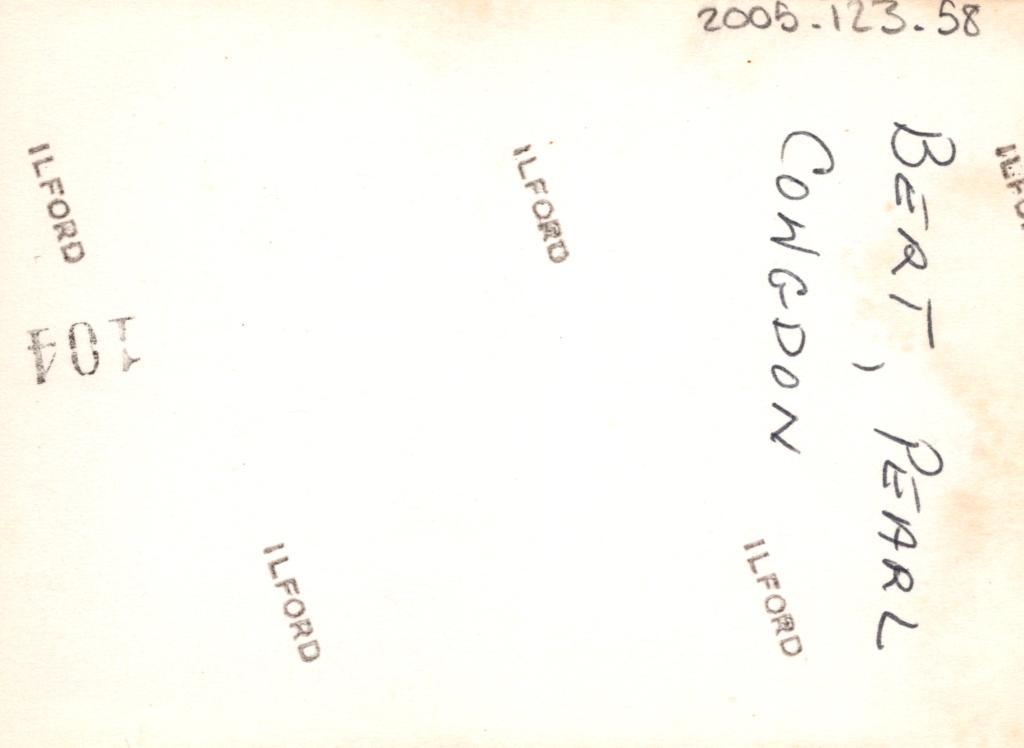 2005.123.58
BERT, PEARL
CONGDON
ILFORD
ILFORD
ILFORD
ILFORD
104